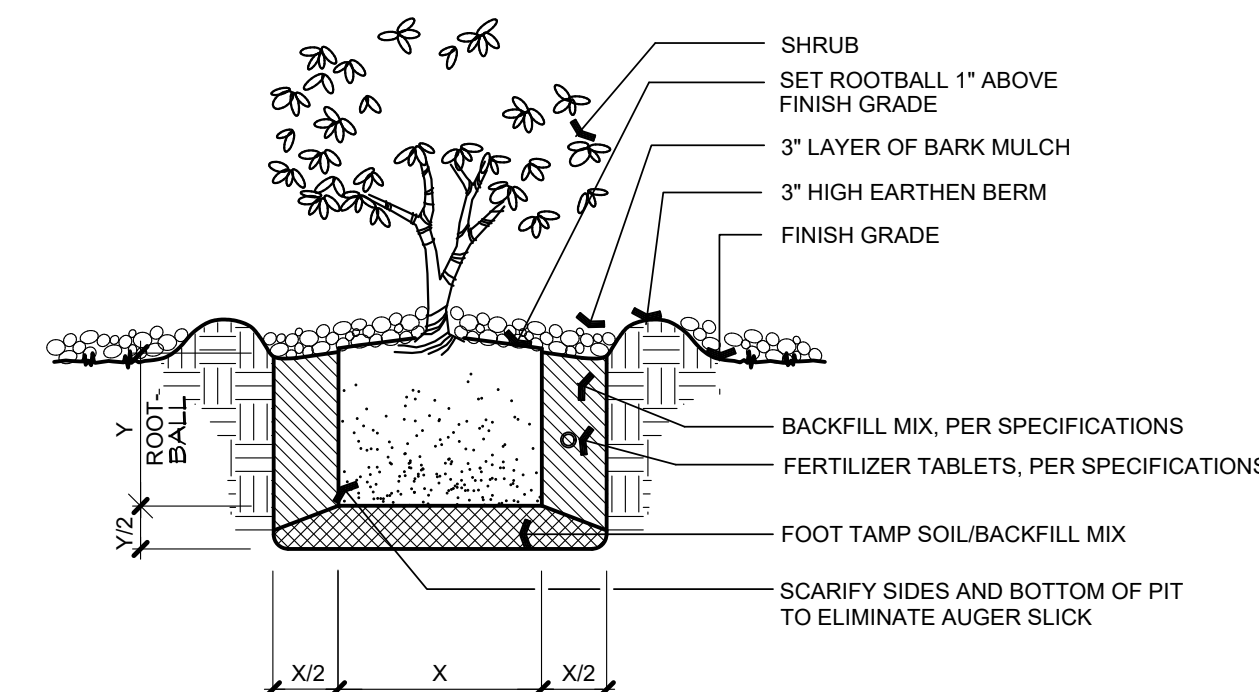 SHRUB
SET ROOTBALL 1" ABOVE
FINISH GRADE
3" LAYER OF BARK MULCH
3" HIGH EARTHEN BERM
FINISH GRADE
Y
ROOT-
BALL
BACKFILL MIX, PER SPECIFICATIONS
FERTILIZER TABLETS, PER SPECIFICATIONS
Y/2
FOOT TAMP SOIL/BACKFILL MIX
SCARIFY SIDES AND BOTTOM OF PIT
TO ELIMINATE AUGER SLICK
X/2 X X/2